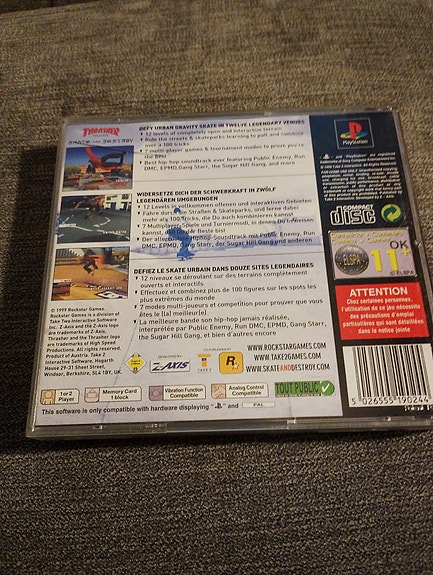 THRASHER
SKATE AND DESTROY
DEFY URBAN GRAVITY SKATE IN TWELVE LEGENDARY VENUES
• 12 levels of completely open and interactive terrain
• Ride the streets & skateparks learning to pull and combine
over a 100 tricks
• 7 multi-player games & tournament modes to prove you're
the best
• Best hip-hop soundtrack ever featuring Public Enemy, Run
DMC, EPMD, Gang Starr, the Sugar Hill Gang, and more
WIDERSETZE DICH DER SCHWERKRAFT IN ZWÖLF
LEGENDÄREN UMGEBUNGEN
• 12 Levels in vollkommen offenen und interactiven Gebieten
• Fahre durch die Straßen & Skateparks, und lerne dabei
mehr als 100 Tricks, die Du auch kombinieren kannst
• 7 Multiplayer-Spiele und Turniermodi, in denen Du beweisen
kannst, daß Du der Beste bist!
• Der allerbeste Hiphop-Soundtrack mit Public Enemy, Run
DMC, EPMD, Gang Starr, der Sugar Hill Gang und anderen
DEFIEZ LE SKATE URBAIN DANS DOUZE SITES LEGENDAIRES
• 12 niveaux se déroulant sur des terrains complétement
ouverts et interactifs
• Effectuez et combinez plus de 100 figures sur les spots les
plus extrêmes du monde
• 7 modes multi-joueurs et competition pour prouver que vous
êtes le (la) meilleur(e)
• La meilleure bande son hip-hop jamais réalisée,
interprétée par Public Enemy, Run DMC, EPMD, Gang Starr,
the Sugar Hill Gang, et bien d'autres encore
© 1999 Rockstar Games.
Rockstar Games is a division of
Take Two Interactive Software
Inc. Z-Axis and the Z-Axis logo
are trademarks of Z-Axis.
Thrasher and the Thrasher logo
are trademarks of High Speed
Productions. All rights reserved.
Product of Austria. Take 2
Interactive Software, Hogarth
House 29-31 Sheet Street,
Windsor, Berkshire, SL4 1BY, UK.
Z-AXIS
R
WWW.ROCKSTARGAMES.COM
WWW.TAKE2GAMES.COM
WWW.SKATEANDDESTROY.COM
1 or 2
Player
Memory Card
1 block
Vibration Function
Compatible
Analog Control
Compatible
TOUT PUBLIC
This software is only compatible with hardware displaying and PAL
PlayStation
COMPACT
disc
ELSPA
OK
11+
© ELSPA
ATTENTION
Chez certaines personnes,
l'utilisation de ce jeu nécessite
des précautions d'emploi
particulières qui sont détaillées
dans la notice jointe
5 026555 190244